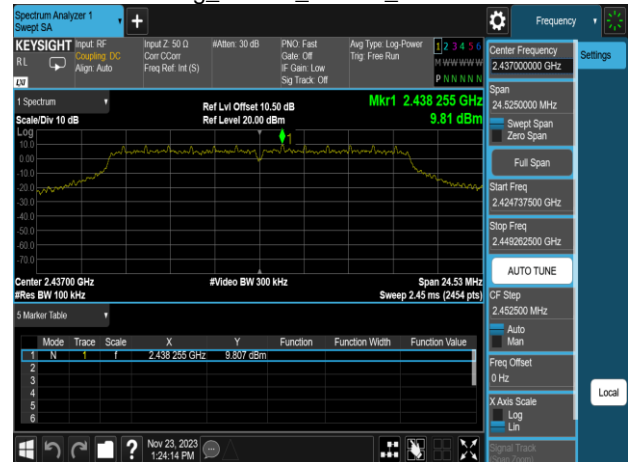 Spectrum Analyzer 1
Swept SA
Frequency
KEYSIGHT
RL
LXI
Input: RF
Coupling: DC
Align: Auto
Input Z: 50 Ω
Corr CCorr
Freq Ref: Int (S)
#Atten: 30 dB
PNO: Fast
Gate: Off
IF Gain: Low
Sig Track: Off
Avg Type: Log-Power
Trig: Free Run
1 2 3 4 5 6
M W W W W W
P N N N N N
Center Frequency
2.437000000 GHz
Settings
Span
24.5250000 MHz
Swept Span
Zero Span
Full Span
Start Freq
2.424737500 GHz
Stop Freq
2.449262500 GHz
AUTO TUNE
CF Step
2.452500 MHz
Auto
Man
Freq Offset
0 Hz
X Axis Scale
Log
Lin
Signal Track
(Span Zoom)
Local
1 Spectrum
Scale/Div 10 dB
Ref Lvl Offset 10.50 dB
Ref Level 20.00 dBm
Mkr1 2.438 255 GHz
9.81 dBm
Log
1
10.0
0.00
-10.0
-20.0
-30.0
-40.0
-50.0
-60.0
-70.0
Center 2.43700 GHz
#Res BW 100 kHz
#Video BW 300 kHz
Span 24.53 MHz
Sweep 2.45 ms (2454 pts)
5 Marker Table
Mode Trace Scale X Y Function Function Width Function Value
1 N 1 f 2.438 255 GHz 9.807 dBm
2
3
4
5
6
?
Nov 23, 2023
1:24:14 PM